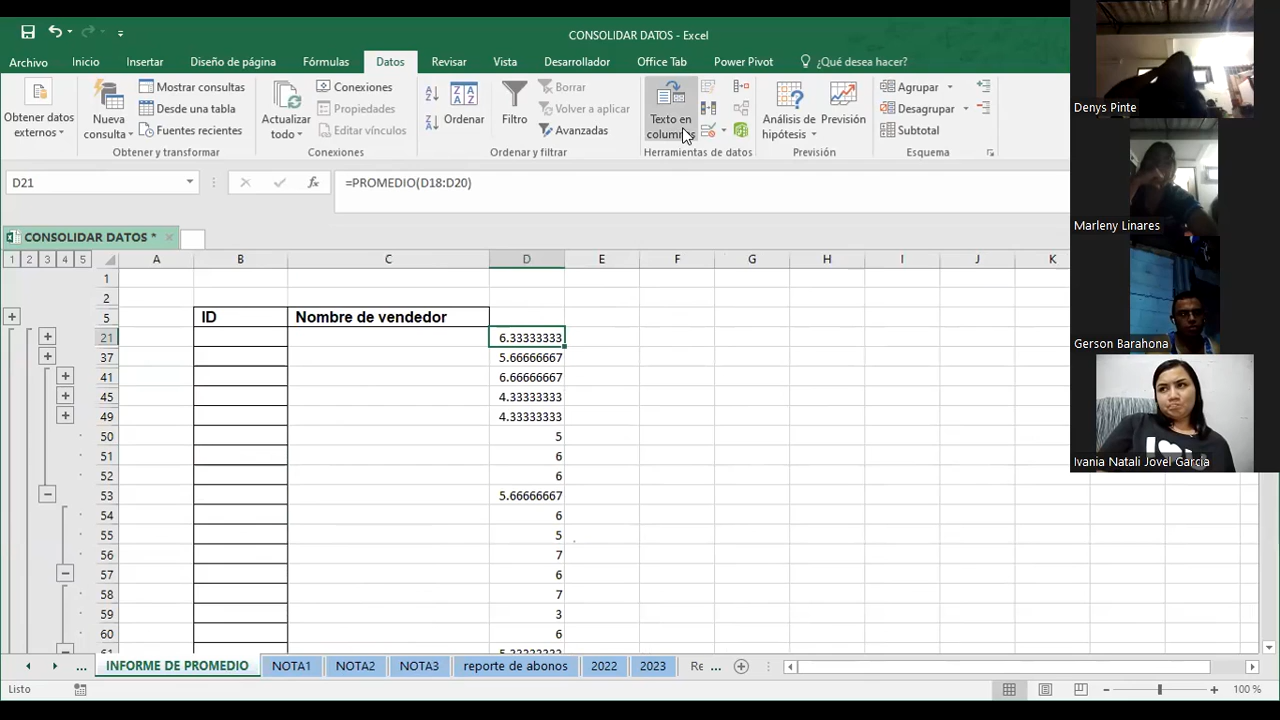 CONSOLIDAR DATOS - Excel
Archivo Inicio Insertar Diseño de página Fórmulas Datos Revisar Vista Desarrollador Office Tab Power Pivot ¿Qué desea hacer?
Obtener datos externos
Nueva consulta
Mostrar consultas
Desde una tabla
Fuentes recientes
Obtener y transformar
Actualizar todo
Conexiones
Propiedades
Editar vínculos
Conexiones
Ordenar
Filtro
Borrar
Volver a aplicar
Avanzadas
Ordenar y filtrar
Texto en columnas
Herramientas de datos
Análisis de hipótesis
Previsión
Previsión
Agrupar
Desagrupar
Subtotal
Esquema
D21 =PROMEDIO(D18:D20)
CONSOLIDAR DATOS *
1 2 3 4 5 A B C D E F G H I J K
1
2
5 ID Nombre de vendedor
21 6.33333333
37 5.66666667
41 6.66666667
45 4.33333333
49 4.33333333
50 5
51 6
52 6
53 5.66666667
54 6
55 5
56 7
57 6
58 7
59 3
60 6
61 5.33333333
... INFORME DE PROMEDIO NOTA1 NOTA2 NOTA3 reporte de abonos 2022 2023 Re ...
Listo 100 %
Denys Pinte
Marleny Linares
Gerson Barahona
Ivania Natali Jovel Garcia